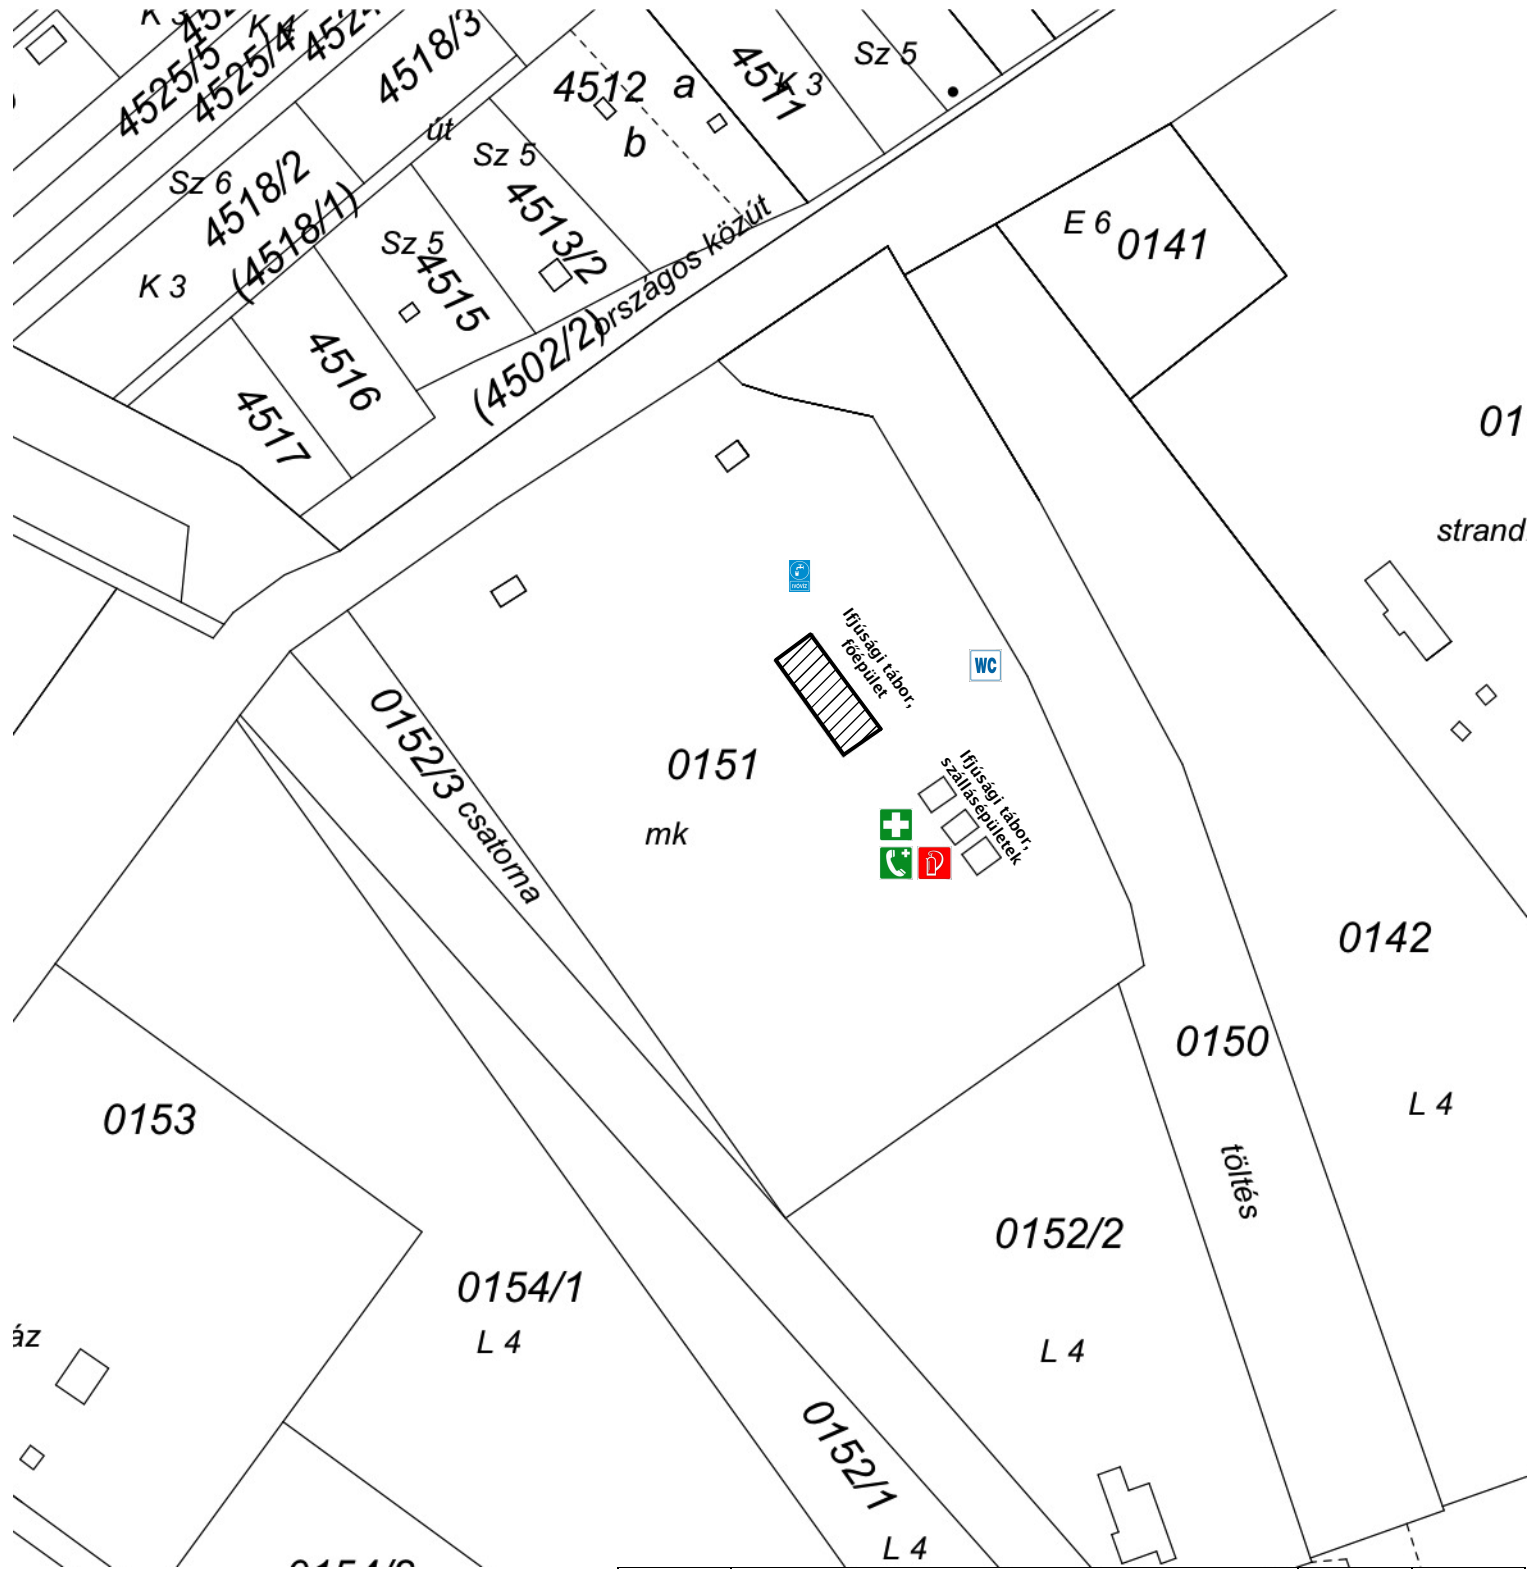 4525/5
4525/4
4518/3
4512
a
b
4511
K 3
Sz 5
út
Sz 5
Sz 6
4518/2
(4518/1)
4513/2
országos közút
E 6
0141
K 3
Sz 5
4515
4516
4517
(4502/2)
01
strand
IVÓVÍZ
Ifjúsági tábor,
főépület
WC
0152/3
csatorna
0151
mk
Ifjúsági tábor,
szállásépületek
0142
0150
L 4
0153
töltés
0152/2
L 4
0154/1
L 4
áz
0152/1
L 4